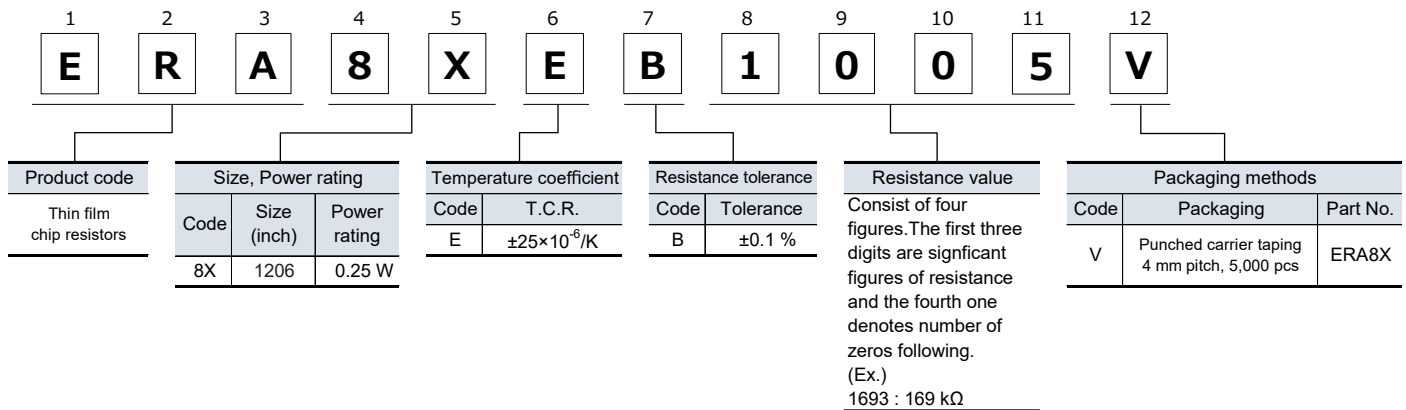 1 2 3 4 5 6 7 8 9 10 11 12
E R A 8 X E B 1 0 0 5 V
Product code
Thin film
chip resistors
Size, Power rating
Code Size (inch) Power rating
8X 1206 0.25 W
Temperature coefficient
Code T.C.R.
E ±25×10⁻⁶/K
Resistance tolerance
Code Tolerance
B ±0.1 %
Resistance value
Consist of four
figures.The first three
digits are signficant
figures of resistance
and the fourth one
denotes number of
zeros following.
(Ex.)
1693 : 169 kΩ
Packaging methods
Code Packaging Part No.
V Punched carrier taping 4 mm pitch, 5,000 pcs ERA8X